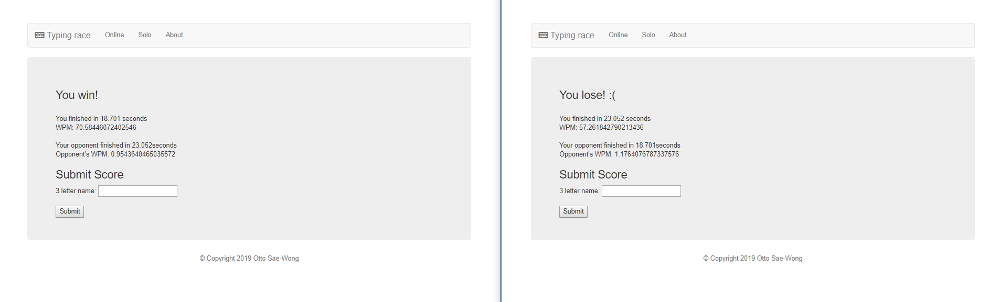 Typing race Online Solo About
You win!
You finished in 18.701 seconds
WPM: 70.58446072402546
Your opponent finished in 23.052seconds
Opponent's WPM: 0.9543640465035572
Submit Score
3 letter name:
Submit
© Copyright 2019 Otto Sae-Wong
Typing race Online Solo About
You lose! :(
You finished in 23.052 seconds
WPM: 57.261842790213436
Your opponent finished in 18.701seconds
Opponent's WPM: 1.1764076787337576
Submit Score
3 letter name:
Submit
© Copyright 2019 Otto Sae-Wong